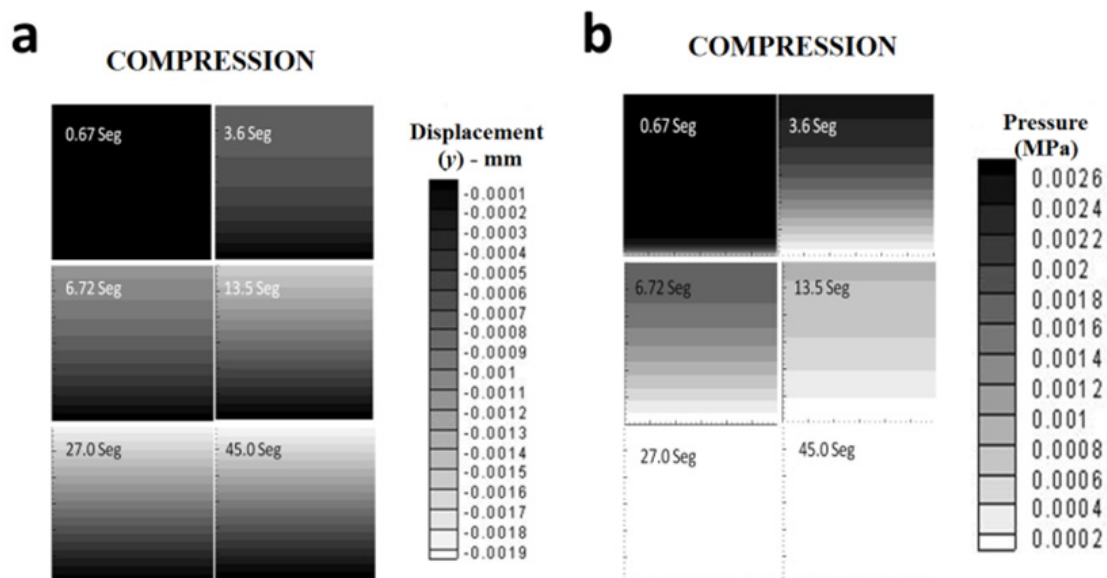 a
COMPRESSION
0.67 Seg
3.6 Seg
6.72 Seg
13.5 Seg
27.0 Seg
45.0 Seg
Displacement
(y) - mm
-0.0001
-0.0002
-0.0003
-0.0004
-0.0005
-0.0006
-0.0007
-0.0008
-0.0009
-0.001
-0.0011
-0.0012
-0.0013
-0.0014
-0.0015
-0.0016
-0.0017
-0.0018
-0.0019
b
COMPRESSION
0.67 Seg
3.6 Seg
6.72 Seg
13.5 Seg
27.0 Seg
45.0 Seg
Pressure
(MPa)
0.0026
0.0024
0.0022
0.002
0.0018
0.0016
0.0014
0.0012
0.001
0.0008
0.0006
0.0004
0.0002